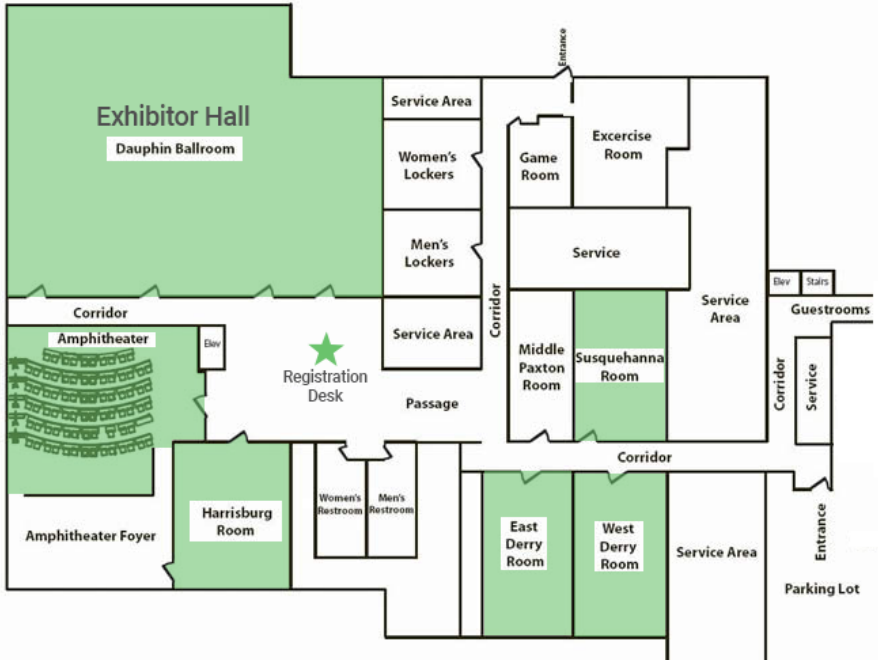 Entrance
Exhibitor Hall
Dauphin Ballroom
Service Area
Women's
Lockers
Game
Room
Excercise
Room
Men's
Lockers
Service
Corridor
Service
Area
Elev
Stairs
Guestrooms
Corridor
Amphitheater
Elev
Registration
Desk
Service Area
Passage
Middle
Paxton
Room
Susquehanna
Room
Corridor
Service
Corridor
Harrisburg
Room
Women's
Restroom
Men's
Restroom
East
Derry
Room
West
Derry
Room
Service Area
Entrance
Amphitheater Foyer
Parking Lot